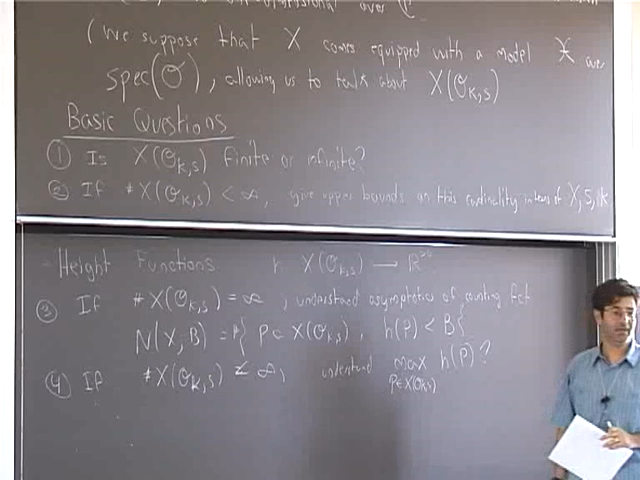 over ℂ
(We suppose that X comes equipped with a model 𝒳 over
spec(𝒪), allowing us to talk about X(𝒪_{K,S})
Basic Questions
① Is X(𝒪_{K,S}) finite or infinite?
② If #X(𝒪_{K,S}) < ∞, give upper bounds on this cardinality in terms of X, S, K
- Height Functions h X(𝒪_{K,S}) → ℝ^{≥0}
③ If #X(𝒪_{K,S}) = ∞, understand asymptotics of counting fct
N(X,B) = #{ P ∈ X(𝒪_{K,S}), h(P) < B{
④ If #X(𝒪_{K,S}) < ∞, understand max h(P)?
P∈X(𝒪_{K,S})